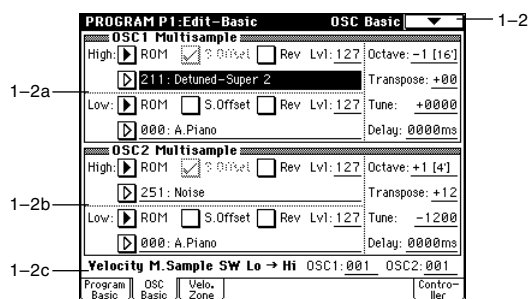 PROGRAM P1:Edit-Basic OSC Basic 1-2
OSC1 Multisample
High: ROM S.Offset Rev Lvl: 127 Octave: -1 [16']
211: Detuned-Super 2 Transpose: +00
1-2a
Low: ROM S.Offset Rev Lvl: 127 Tune: +0000
000: A.Piano Delay: 0000ms
OSC2 Multisample
High: ROM S.Offset Rev Lvl: 127 Octave: +1 [4']
251: Noise Transpose: +12
1-2b
Low: ROM S.Offset Rev Lvl: 127 Tune: -1200
000: A.Piano Delay: 0000ms
1-2c Velocity M.Sample SW Lo → Hi OSC1: 001 OSC2: 001
Program Basic OSC Basic Velo. Zone Contro-ller